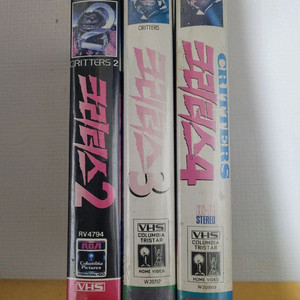 CRITTERS 2
크리터스 2
RV4794
RCA
Columbia
Pictures
VHS
CRITTERS
크리터스 3
VHS
COLUMBIA
TRISTAR
HOME VIDEO
CRITTERS
크리터스 4
STEREO
VHS
COLUMBIA
TRISTAR
HOME VIDEO